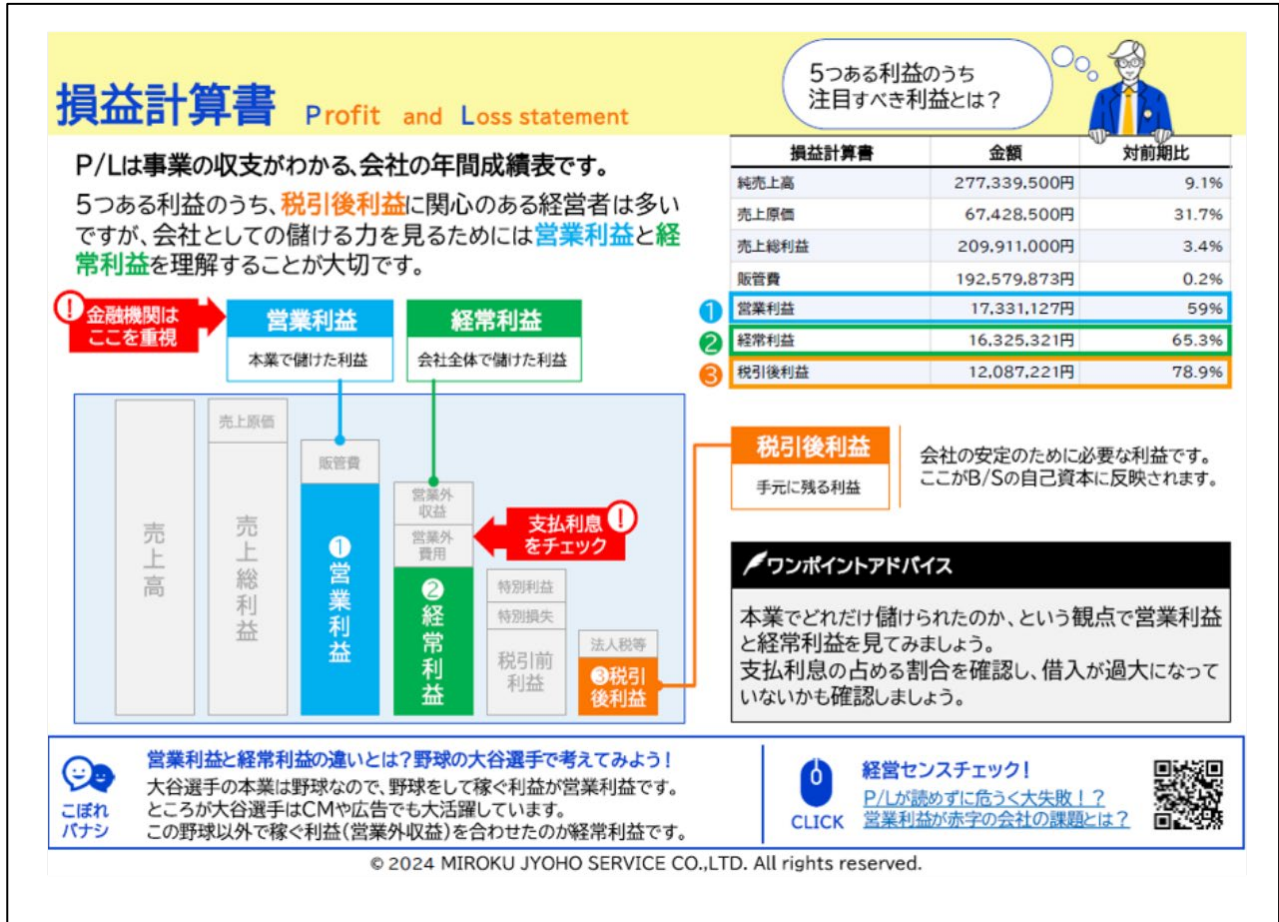 損益計算書 Profit and Loss statement
5つある利益のうち
注目すべき利益とは？
P/Lは事業の収支がわかる、会社の年間成績表です。
5つある利益のうち、税引後利益に関心のある経営者は多い
ですが、会社としての儲ける力を見るためには営業利益と経
常利益を理解することが大切です。
損益計算書 金額 対前期比
純売上高 277,339,500円 9.1%
売上原価 67,428,500円 31.7%
売上総利益 209,911,000円 3.4%
販管費 192,579,873円 0.2%
❶ 営業利益 17,331,127円 59%
❷ 経常利益 16,325,321円 65.3%
❸ 税引後利益 12,087,221円 78.9%
! 金融機関は
ここを重視
営業利益
本業で儲けた利益
経常利益
会社全体で儲けた利益
売上高
売上原価
売上総利益
販管費
❶営業利益
営業外
収益
営業外
費用
❷経常利益
支払利息
をチェック !
特別利益
特別損失
税引前
利益
法人税等
❸税引
後利益
税引後利益
手元に残る利益
会社の安定のために必要な利益です。
ここがB/Sの自己資本に反映されます。
ワンポイントアドバイス
本業でどれだけ儲けられたのか、という観点で営業利益
と経常利益を見てみましょう。
支払利息の占める割合を確認し、借入が過大になって
いないかも確認しましょう。
こぼれ
バナシ
営業利益と経常利益の違いとは？野球の大谷選手で考えてみよう！
大谷選手の本業は野球なので、野球をして稼ぐ利益が営業利益です。
ところが大谷選手はCMや広告でも大活躍しています。
この野球以外で稼ぐ利益(営業外収益)を合わせたのが経常利益です。
CLICK
経営センスチェック！
P/Lが読めずに危うく大失敗！？
営業利益が赤字の会社の課題とは？
© 2024 MIROKU JYOHO SERVICE CO.,LTD. All rights reserved.